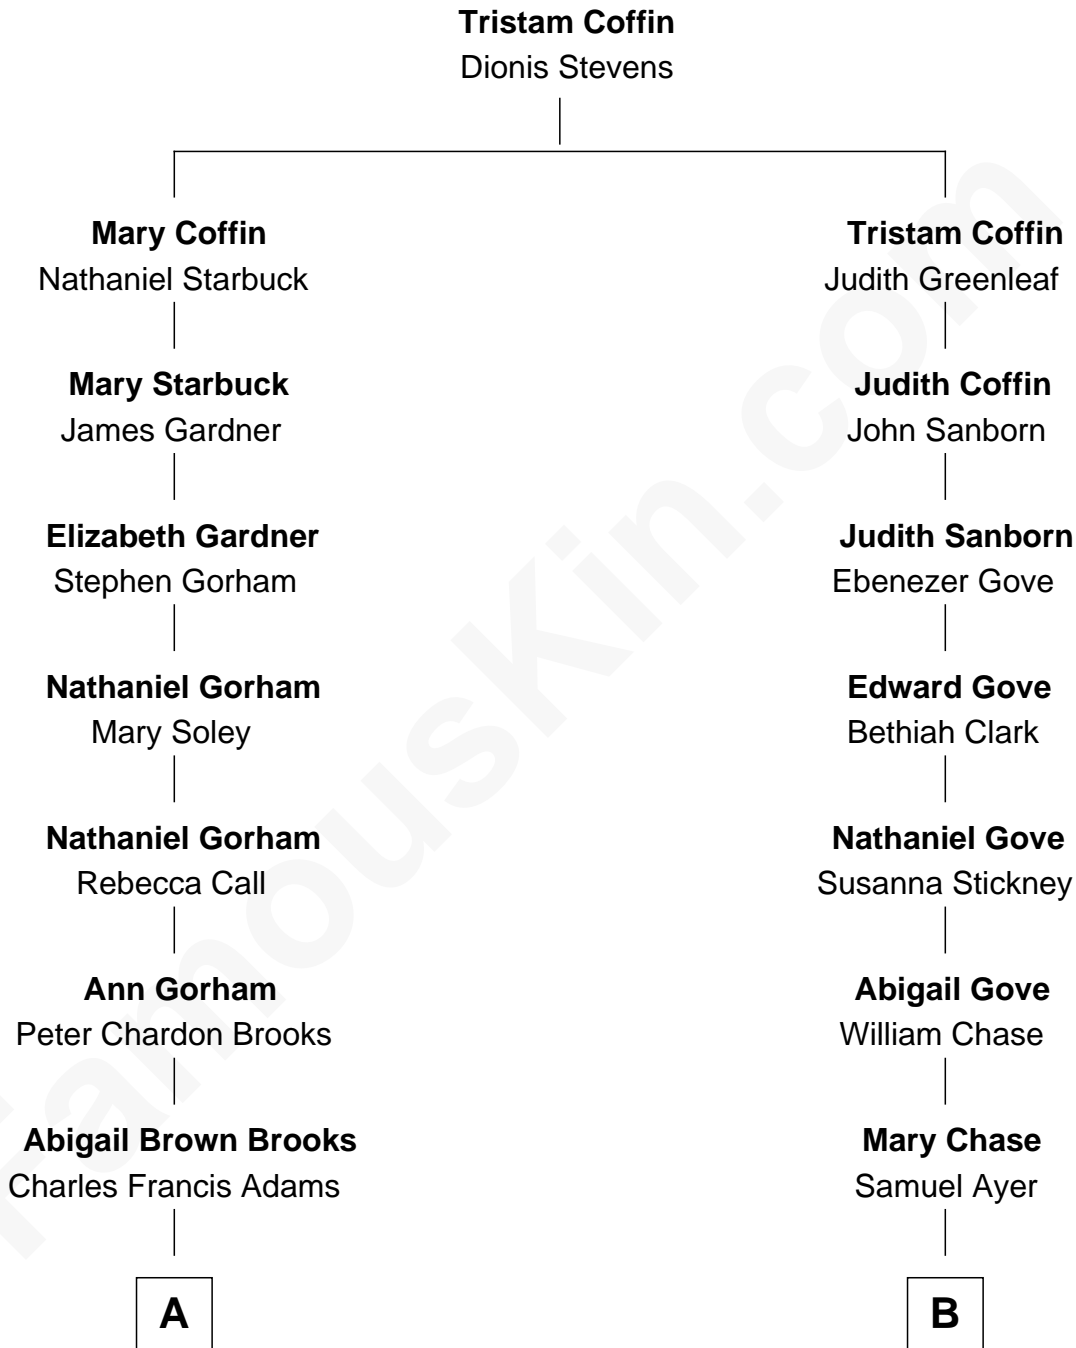 Tristam Coffin
Dionis Stevens
Mary Coffin
Nathaniel Starbuck
Tristam Coffin
Judith Greenleaf
Mary Starbuck
James Gardner
Judith Coffin
John Sanborn
Elizabeth Gardner
Stephen Gorham
Judith Sanborn
Ebenezer Gove
Nathaniel Gorham
Mary Soley
Edward Gove
Bethiah Clark
Nathaniel Gorham
Rebecca Call
Nathaniel Gove
Susanna Stickney
Ann Gorham
Peter Chardon Brooks
Abigail Gove
William Chase
Abigail Brown Brooks
Charles Francis Adams
Mary Chase
Samuel Ayer
A
B
FamousKin.com